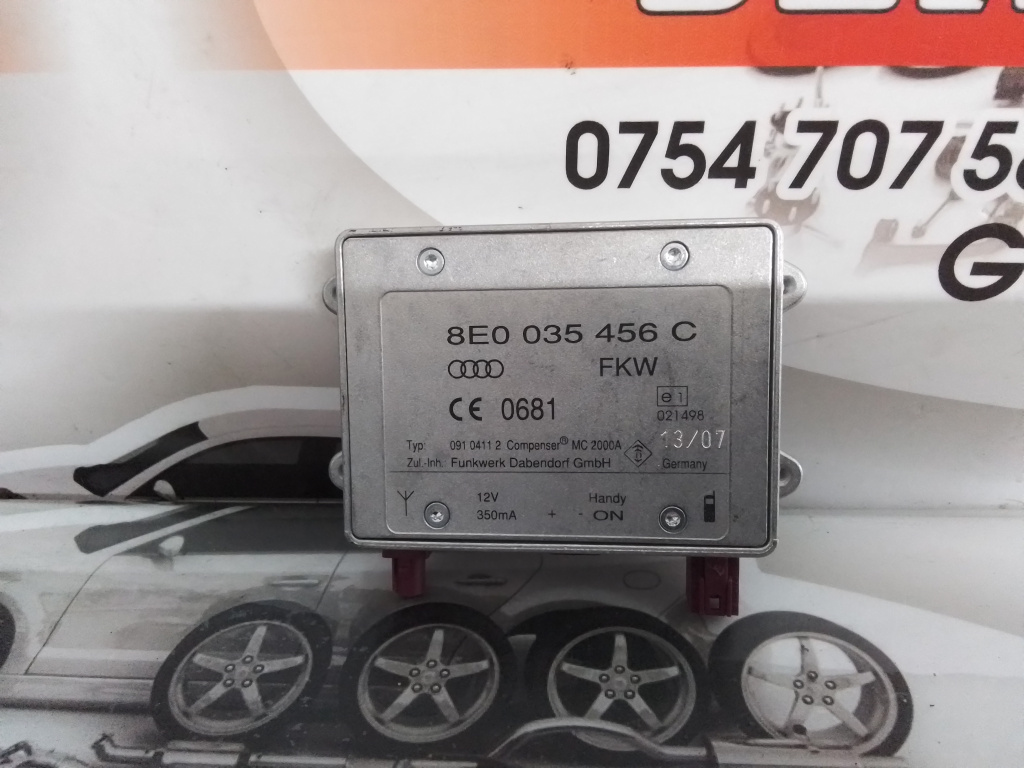 0754 707 5
G
8E0 035 456 C
FKW
CE 0681
e1
021498
13/07
Typ: 091 0411 2 Compenser® MC 2000A
Zul.-Inh.: Funkwerk Dabendorf GmbH Germany
12V Handy
350mA + - ON